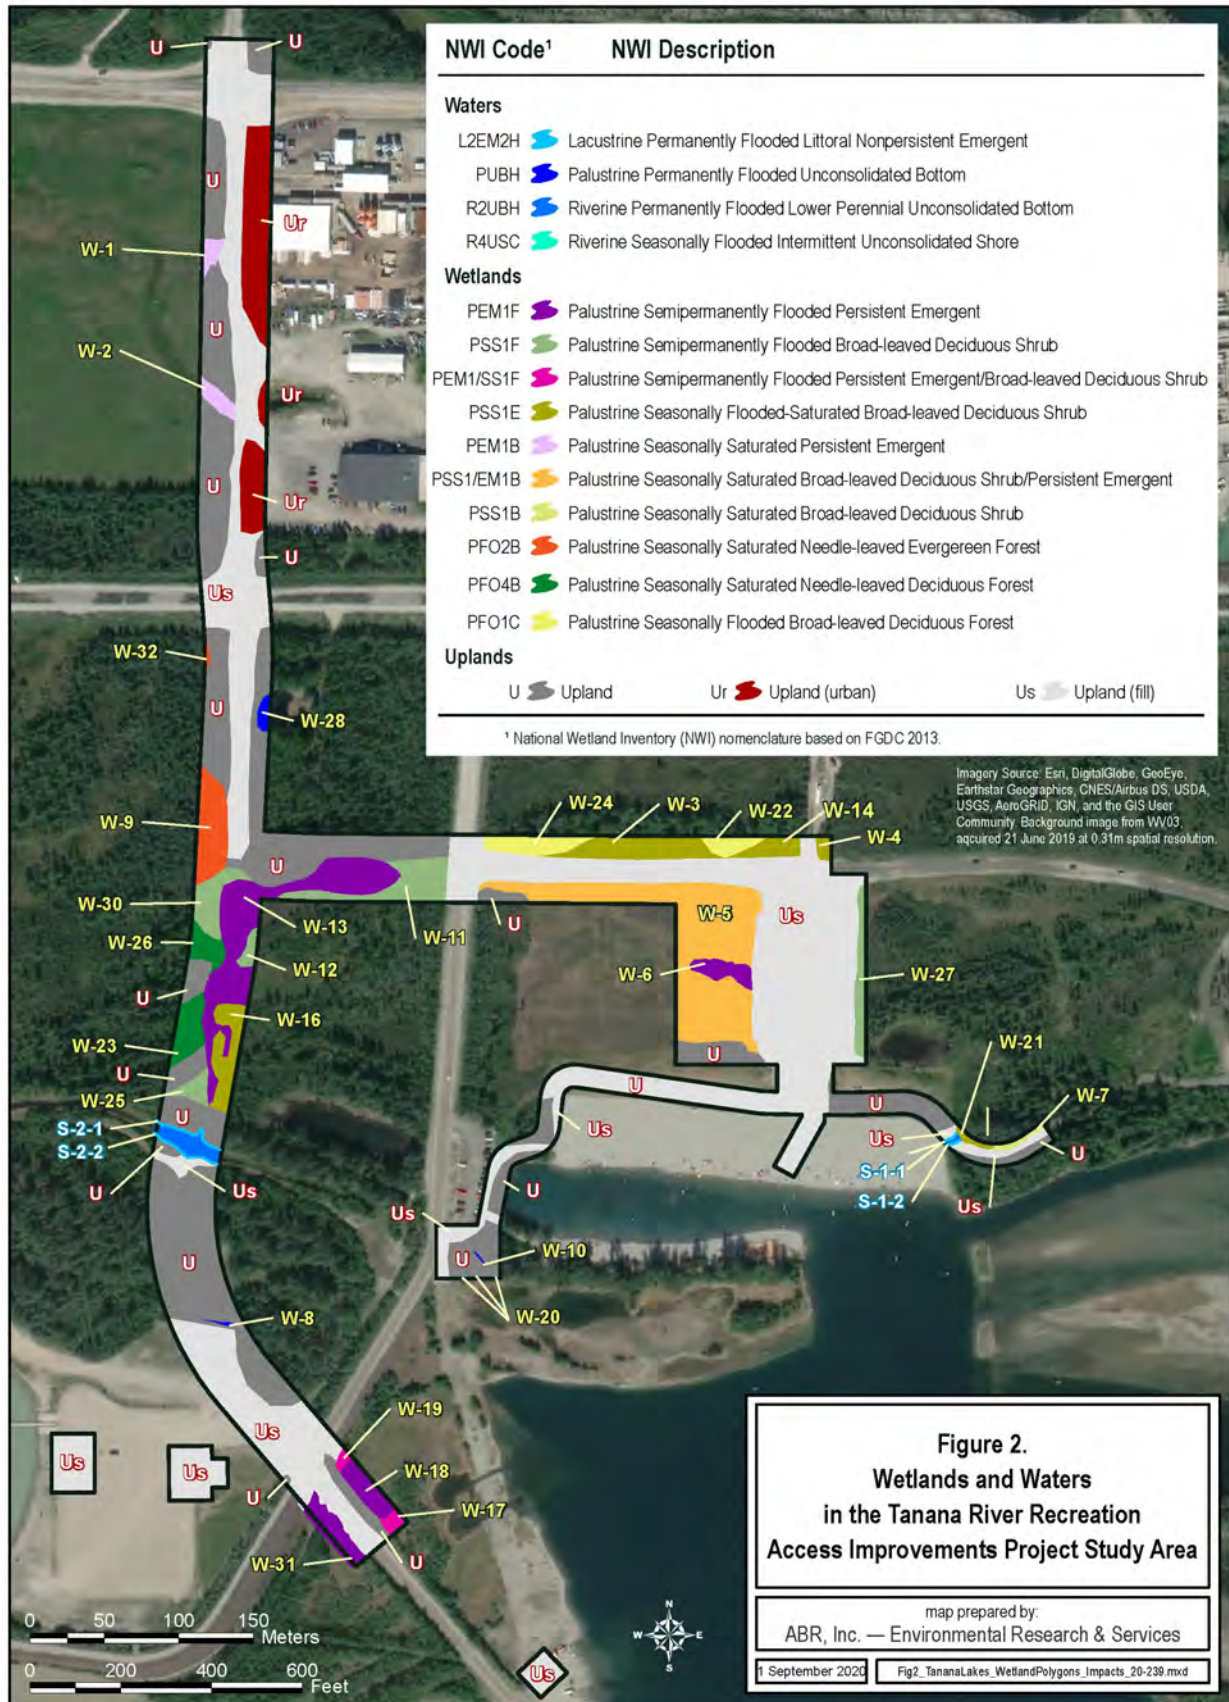 NWI Code¹ NWI Description
Waters
L2EM2H Lacustrine Permanently Flooded Littoral Nonpersistent Emergent
PUBH Palustrine Permanently Flooded Unconsolidated Bottom
R2UBH Riverine Permanently Flooded Lower Perennial Unconsolidated Bottom
R4USC Riverine Seasonally Flooded Intermittent Unconsolidated Shore
Wetlands
PEM1F Palustrine Semipermanently Flooded Persistent Emergent
PSS1F Palustrine Semipermanently Flooded Broad-leaved Deciduous Shrub
PEM1/SS1F Palustrine Semipermanently Flooded Persistent Emergent/Broad-leaved Deciduous Shrub
PSS1E Palustrine Seasonally Flooded-Saturated Broad-leaved Deciduous Shrub
PEM1B Palustrine Seasonally Saturated Persistent Emergent
PSS1/EM1B Palustrine Seasonally Saturated Broad-leaved Deciduous Shrub/Persistent Emergent
PSS1B Palustrine Seasonally Saturated Broad-leaved Deciduous Shrub
PFO2B Palustrine Seasonally Saturated Needle-leaved Evergreen Forest
PFO4B Palustrine Seasonally Saturated Needle-leaved Deciduous Forest
PFO1C Palustrine Seasonally Flooded Broad-leaved Deciduous Forest
Uplands
U Upland Ur Upland (urban) Us Upland (fill)
¹ National Wetland Inventory (NWI) nomenclature based on FGDC 2013.
Imagery Source: Esri, DigitalGlobe, GeoEye,
Earthstar Geographics, CNES/Airbus DS, USDA,
USGS, AeroGRID, IGN, and the GIS User
Community. Background image from WV03,
aqcuired 21 June 2019 at 0.31m spatial resolution.
U U
U
Ur
W-1
U
W-2
Ur
U
Ur
U
Us
W-32
U
W-28
W-24 W-3 W-22 W-14
W-9
W-4
U
W-30
U
W-5
Us
W-13
W-11
W-26
W-12
W-6
W-27
U
W-16
W-21
W-23
U
U
U
W-7
W-25
U
U
Us
Us
S-2-1
S-2-2
U
S-1-1
U
Us
U
S-1-2
Us
Us
U
U
W-10
W-8
W-20
W-19
Us
Us
Us
W-18
U
W-17
W-31
U
Us
N
W E
S
0 50 100 150
Meters
0 200 400 600
Feet
Figure 2.
Wetlands and Waters
in the Tanana River Recreation
Access Improvements Project Study Area
map prepared by:
ABR, Inc. — Environmental Research & Services
1 September 2020 Fig2_TananaLakes_WetlandPolygons_Impacts_20-239.mxd